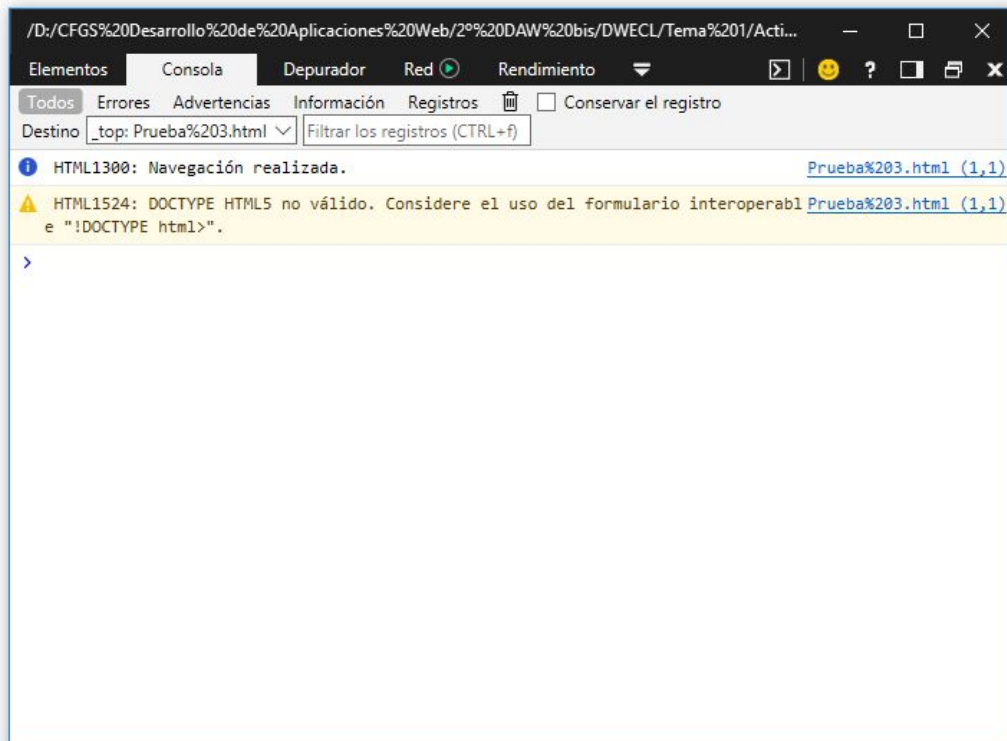 /D:/CFGS%20Desarrollo%20de%20Aplicaciones%20Web/2º%20DAW%20bis/DWECL/Tema%201/Acti...
Elementos Consola Depurador Red Rendimiento ?
Todos Errores Advertencias Información Registros Conservar el registro
Destino _top: Prueba%203.html Filtrar los registros (CTRL+f)
HTML1300: Navegación realizada. Prueba%203.html (1,1)
HTML1524: DOCTYPE HTML5 no válido. Considere el uso del formulario interoperabl Prueba%203.html (1,1)
e "!DOCTYPE html>".
>